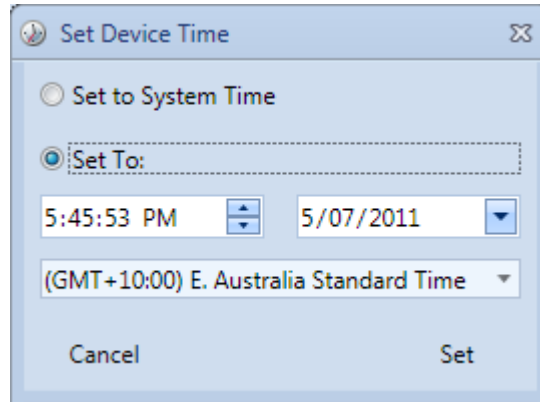 Set Device Time
Set to System Time
Set To:
5:45:53 PM 5/07/2011
(GMT+10:00) E. Australia Standard Time
Cancel Set